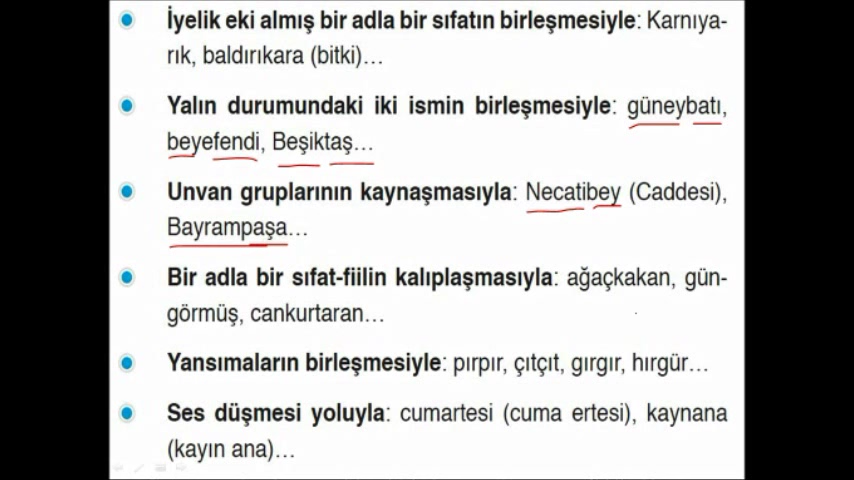 İyelik eki almış bir adla bir sıfatın birleşmesiyle: Karnıya-
rık, baldırıkara (bitki)…
Yalın durumundaki iki ismin birleşmesiyle: güneybatı,
beyefendi, Beşiktaş…
Unvan gruplarının kaynaşmasıyla: Necatibey (Caddesi),
Bayrampaşa…
Bir adla bir sıfat-fiilin kalıplaşmasıyla: ağaçkakan, gün-
görmüş, cankurtaran…
Yansımaların birleşmesiyle: pırpır, çıtçıt, gırgır, hırgür…
Ses düşmesi yoluyla: cumartesi (cuma ertesi), kaynana
(kayın ana)…